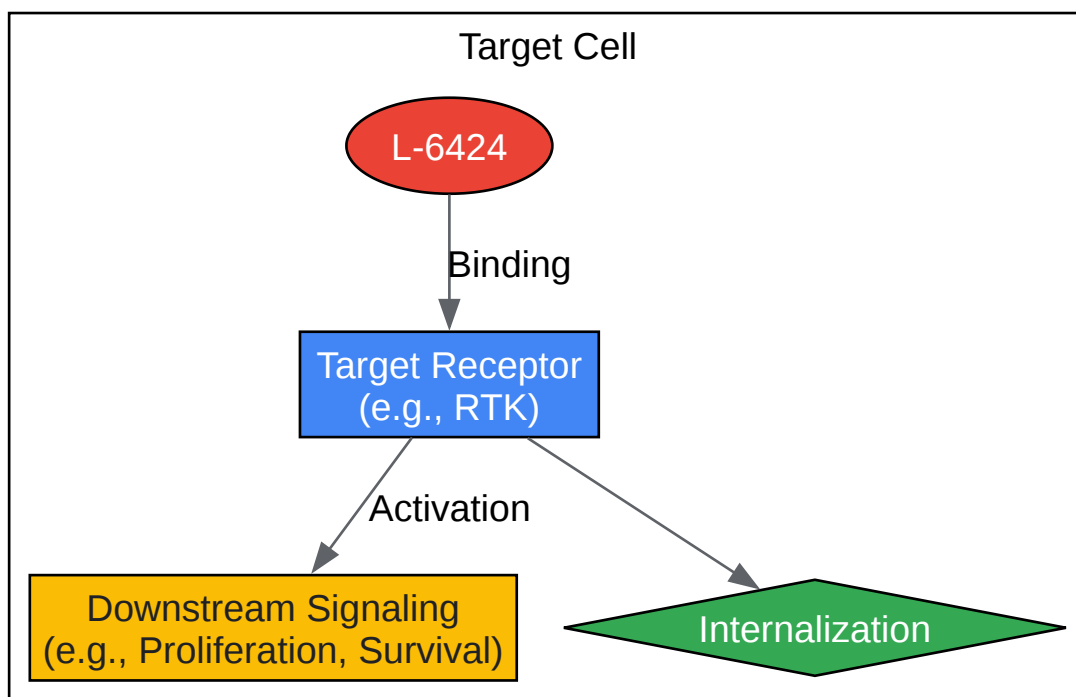 Target Cell
L-6424
Binding
Target Receptor
(e.g., RTK)
Activation
Downstream Signaling
(e.g., Proliferation, Survival)
Internalization